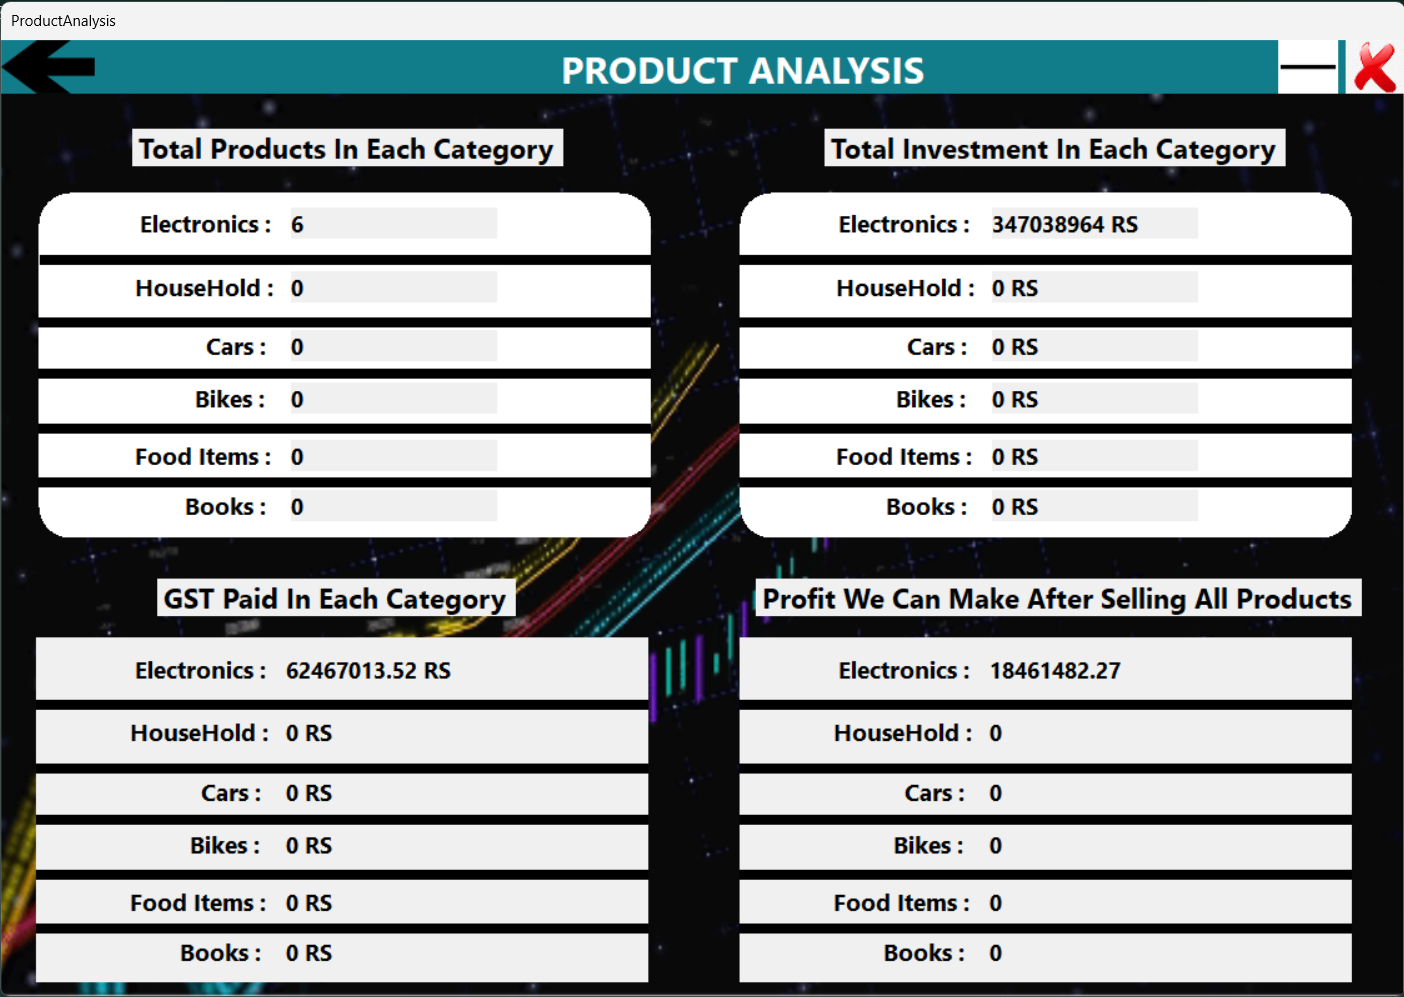 ProductAnalysis
PRODUCT ANALYSIS
Total Products In Each Category
Electronics : 6
HouseHold : 0
Cars : 0
Bikes : 0
Food Items : 0
Books : 0
Total Investment In Each Category
Electronics : 347038964 RS
HouseHold : 0 RS
Cars : 0 RS
Bikes : 0 RS
Food Items : 0 RS
Books : 0 RS
GST Paid In Each Category
Electronics : 62467013.52 RS
HouseHold : 0 RS
Cars : 0 RS
Bikes : 0 RS
Food Items : 0 RS
Books : 0 RS
Profit We Can Make After Selling All Products
Electronics : 18461482.27
HouseHold : 0
Cars : 0
Bikes : 0
Food Items : 0
Books : 0